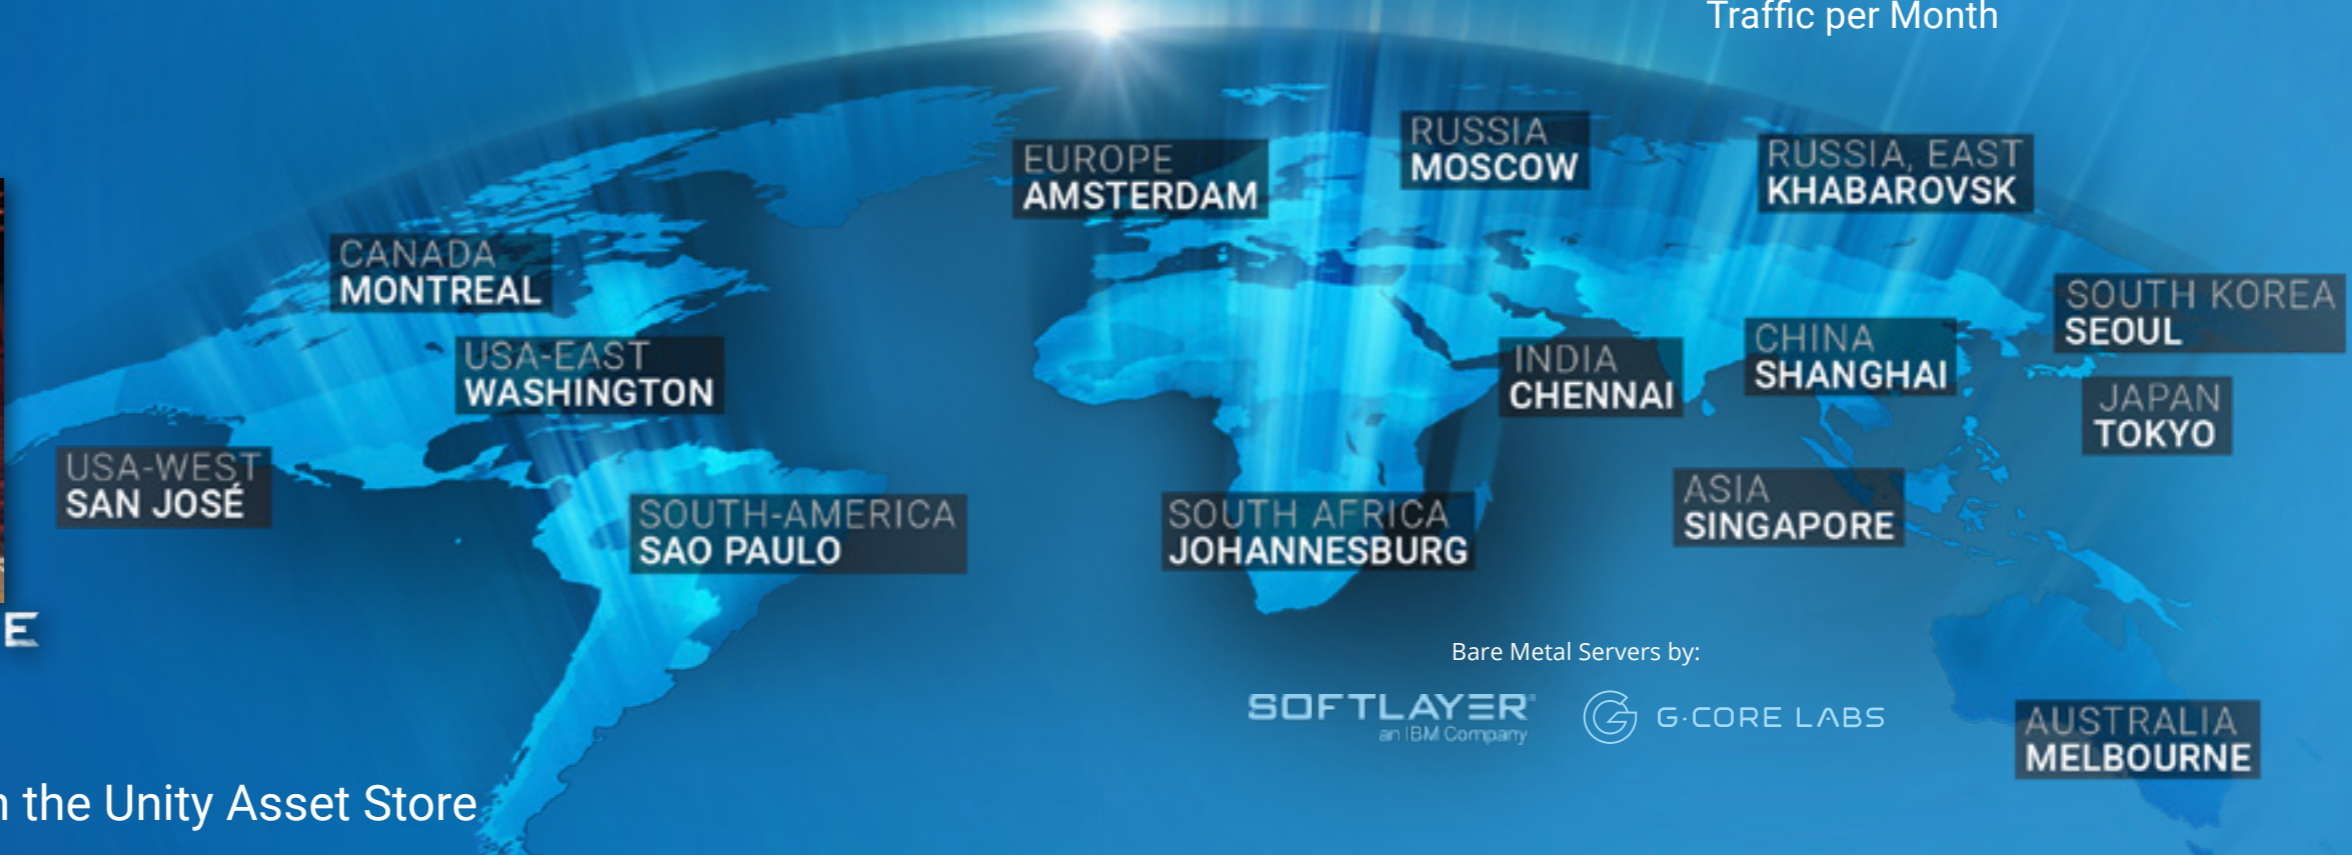 Traffic per Month
RUSSIA
MOSCOW
EUROPE
AMSTERDAM
RUSSIA, EAST
KHABAROVSK
CANADA
MONTREAL
SOUTH KOREA
SEOUL
USA-EAST
WASHINGTON
INDIA
CHENNAI
CHINA
SHANGHAI
JAPAN
TOKYO
USA-WEST
SAN JOSÉ
SOUTH-AMERICA
SAO PAULO
SOUTH AFRICA
JOHANNESBURG
ASIA
SINGAPORE
E
Bare Metal Servers by:
SOFTLAYER®
an IBM Company
G·CORE LABS
AUSTRALIA
MELBOURNE
the Unity Asset Store